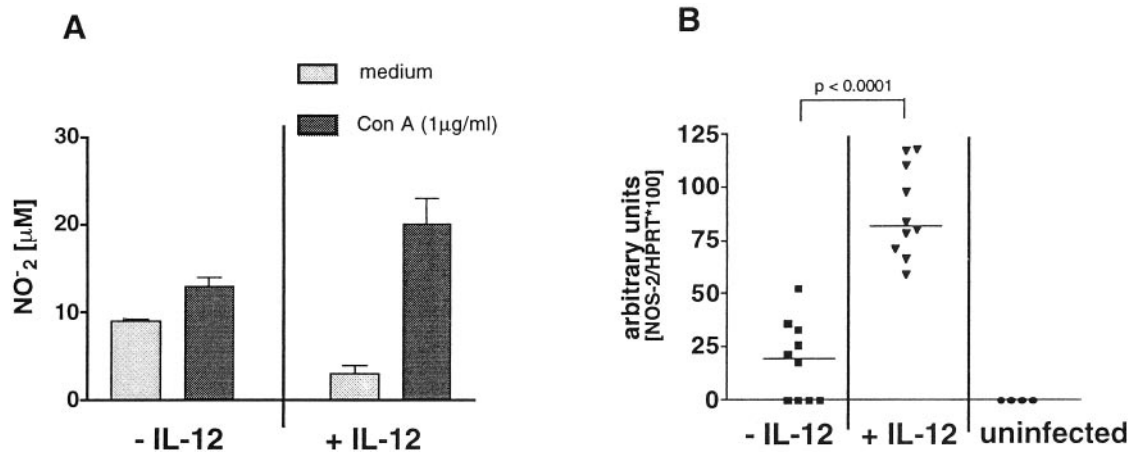 A
medium
Con A (1µg/ml)
30
20
10
0
NO⁻₂ [µM]
- IL-12
+ IL-12
B
p < 0.0001
125
100
75
50
25
0
arbitrary units
[NOS-2/HPRT*100]
- IL-12
+ IL-12
uninfected